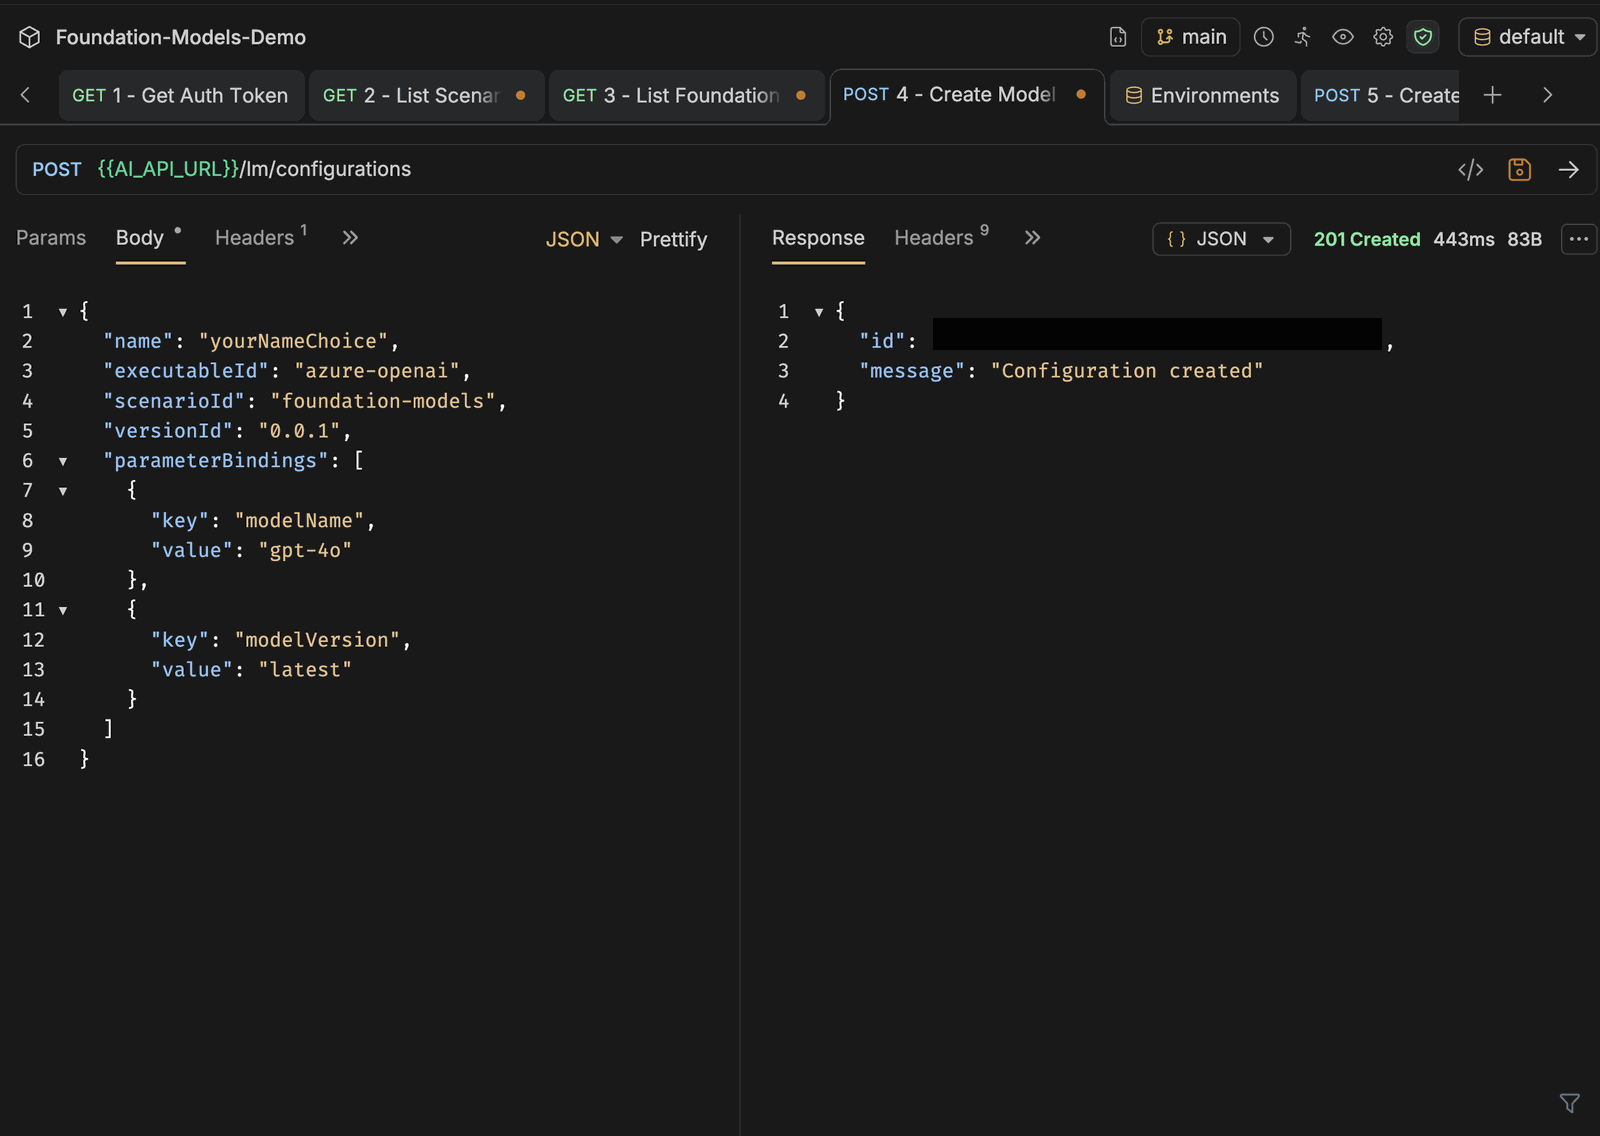 Foundation-Models-Demo
main
default
GET 1 - Get Auth Token
GET 2 - List Scenar
GET 3 - List Foundation
POST 4 - Create Model
Environments
POST 5 - Create
POST {{AI_API_URL}}/lm/configurations
Params Body Headers 1 JSON Prettify
Response Headers 9 { } JSON 201 Created 443ms 83B
1 {
2 "name": "yourNameChoice",
3 "executableId": "azure-openai",
4 "scenarioId": "foundation-models",
5 "versionId": "0.0.1",
6 "parameterBindings": [
7 {
8 "key": "modelName",
9 "value": "gpt-4o"
10 },
11 {
12 "key": "modelVersion",
13 "value": "latest"
14 }
15 ]
16 }
1 {
2 "id": ,
3 "message": "Configuration created"
4 }